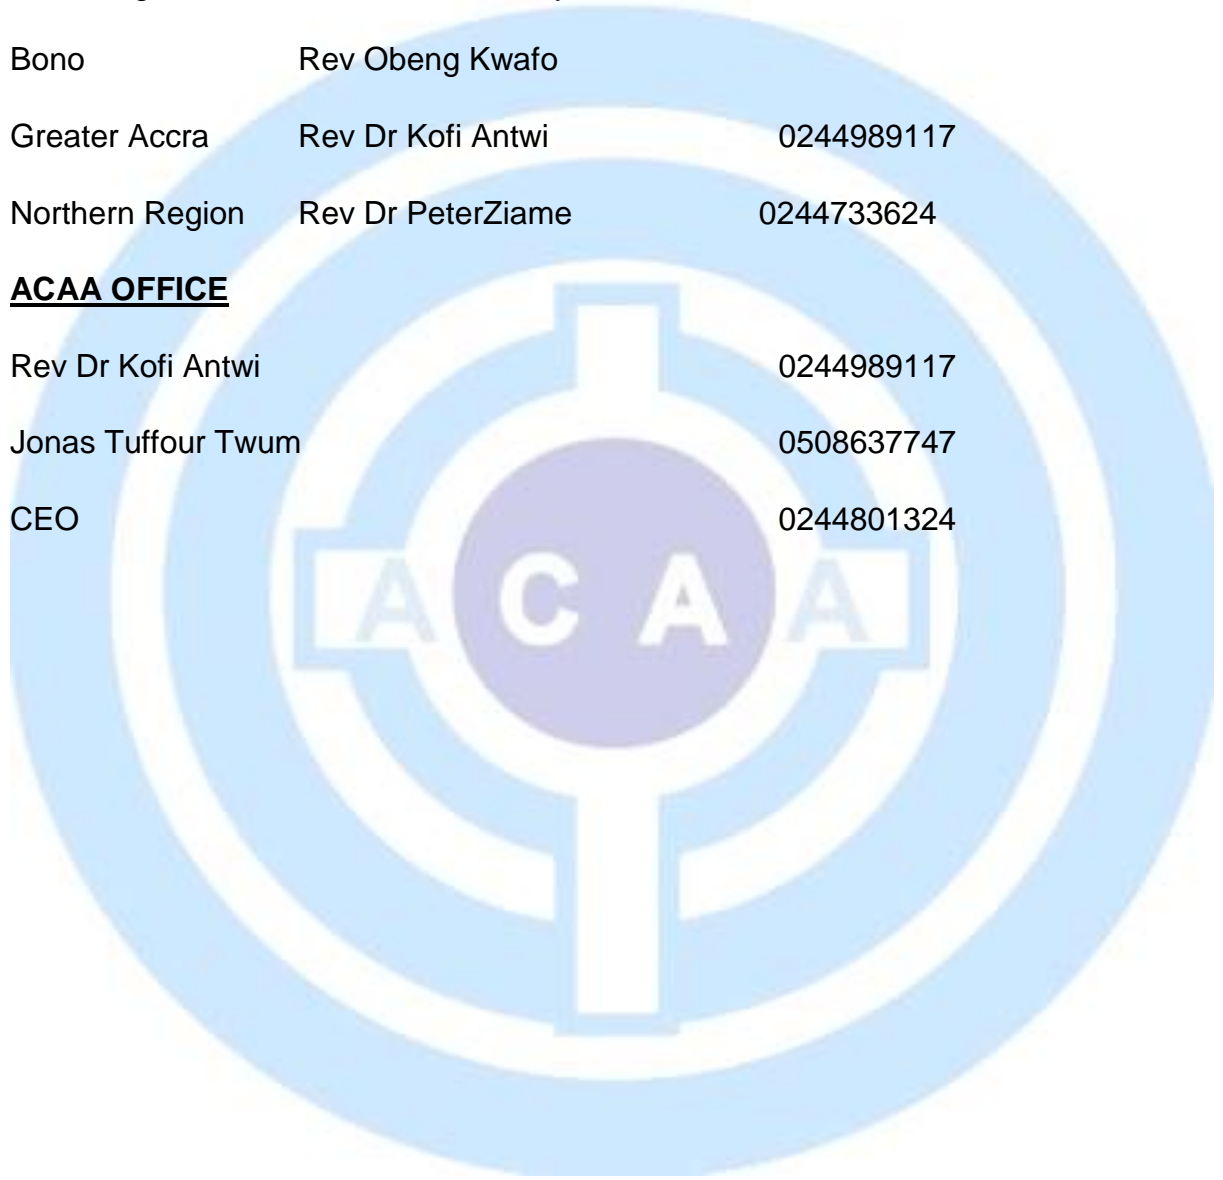 Bono Rev Obeng Kwafo
Greater Accra Rev Dr Kofi Antwi 0244989117
Northern Region Rev Dr PeterZiame 0244733624
ACAA OFFICE
Rev Dr Kofi Antwi 0244989117
Jonas Tuffour Twum 0508637747
CEO 0244801324
A C A A